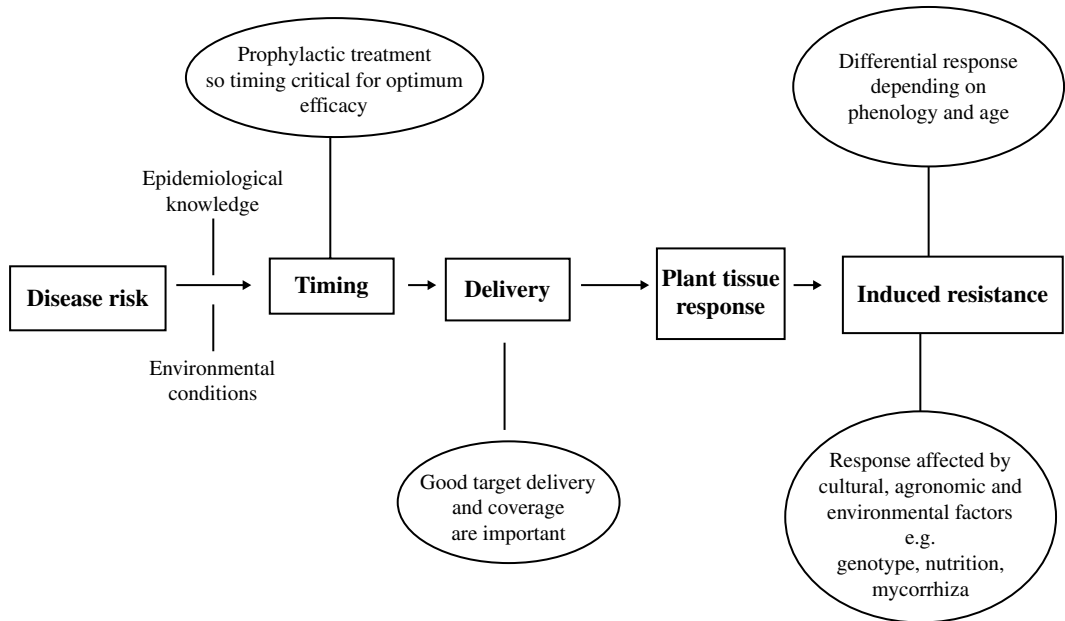 Prophylactic treatment
so timing critical for optimum
efficacy
Differential response
depending on
phenology and age
Epidemiological
knowledge
Disease risk
Timing
Delivery
Plant tissue
response
Induced resistance
Environmental
conditions
Good target delivery
and coverage
are important
Response affected by
cultural, agronomic and
environmental factors
e.g.
genotype, nutrition,
mycorrhiza